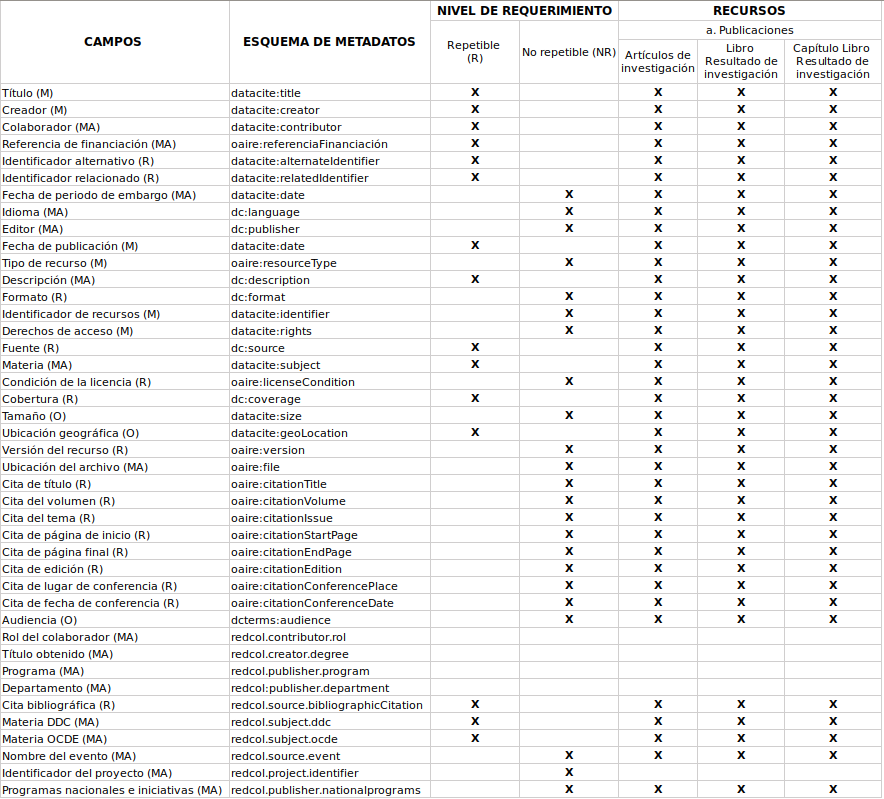 CAMPOS ESQUEMA DE METADATOS NIVEL DE REQUERIMIENTO RECURSOS
a. Publicaciones
Repetible (R) No repetible (NR) Artículos de investigación Libro Resultado de investigación Capítulo Libro Resultado de investigación
Título (M) datacite:title X X X X
Creador (M) datacite:creator X X X X
Colaborador (MA) datacite:contributor X X X X
Referencia de financiación (MA) oaire:referenciaFinanciación X X X X
Identificador alternativo (R) datacite:alternateIdentifier X X X X
Identificador relacionado (R) datacite:relatedIdentifier X X X X
Fecha de periodo de embargo (MA) datacite:date X X X X
Idioma (MA) dc:language X X X X
Editor (MA) dc:publisher X X X X
Fecha de publicación (M) datacite:date X X X X
Tipo de recurso (M) oaire:resourceType X X X X
Descripción (MA) dc:description X X X X
Formato (R) dc:format X X X X
Identificador de recursos (M) datacite:identifier X X X X
Derechos de acceso (M) datacite:rights X X X X
Fuente (R) dc:source X X X X
Materia (MA) datacite:subject X X X X
Condición de la licencia (R) oaire:licenseCondition X X X X
Cobertura (R) dc:coverage X X X X
Tamaño (O) datacite:size X X X X
Ubicación geográfica (O) datacite:geoLocation X X X X
Versión del recurso (R) oaire:version X X X X
Ubicación del archivo (MA) oaire:file X X X X
Cita de título (R) oaire:citationTitle X X X X
Cita del volumen (R) oaire:citationVolume X X X X
Cita del tema (R) oaire:citationIssue X X X X
Cita de página de inicio (R) oaire:citationStartPage X X X X
Cita de página final (R) oaire:citationEndPage X X X X
Cita de edición (R) oaire:citationEdition X X X X
Cita de lugar de conferencia (R) oaire:citationConferencePlace X X X X
Cita de fecha de conferencia (R) oaire:citationConferenceDate X X X X
Audiencia (O) dcterms:audience X X X X
Rol del colaborador (MA) redcol.contributor.rol
Título obtenido (MA) redcol.creator.degree
Programa (MA) redcol.publisher.program
Departamento (MA) redcol:publisher.department
Cita bibliográfica (R) redcol.source.bibliographicCitation X X X X
Materia DDC (MA) redcol.subject.ddc X X X X
Materia OCDE (MA) redcol.subject.ocde X X X X
Nombre del evento (MA) redcol.source.event X X X X
Identificador del proyecto (MA) redcol.project.identifier X
Programas nacionales e iniciativas (MA) redcol.publisher.nationalprograms X X X X